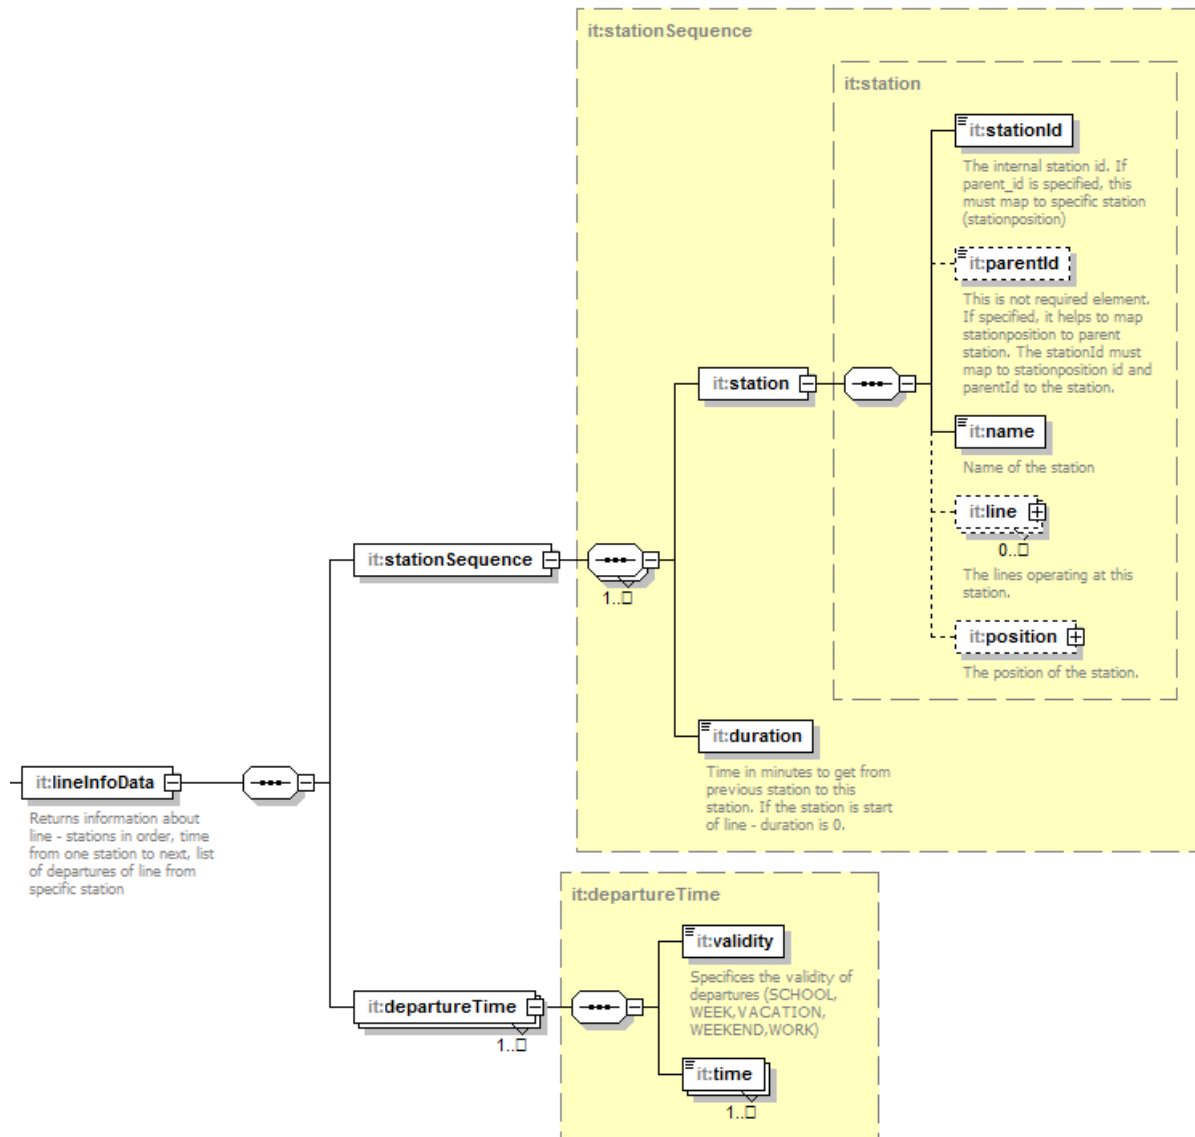 it:stationSequence
it:station
it:stationId
The internal station id. If
parent_id is specified, this
must map to specific station
(stationposition)
it:parentId
This is not required element.
If specified, it helps to map
stationposition to parent
station. The stationId must
map to stationposition id and
parentId to the station.
it:station
it:name
Name of the station
it:line
0..□
The lines operating at this
station.
it:stationSequence
1..□
it:position
The position of the station.
it:duration
Time in minutes to get from
previous station to this
station. If the station is start
of line - duration is 0.
it:lineInfoData
Returns information about
line - stations in order, time
from one station to next, list
of departures of line from
specific station
it:departureTime
it:validity
Specifices the validity of
departures (SCHOOL,
WEEK,VACATION,
WEEKEND,WORK)
it:departureTime
1..□
it:time
1..□